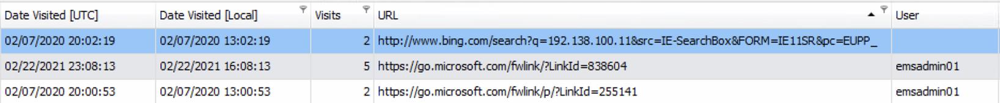 Date Visited [UTC] Date Visited [Local] Visits URL User
02/07/2020 20:02:19 02/07/2020 13:02:19 2 http://www.bing.com/search?q=192.138.100.11&src=IE-SearchBox&FORM=IE11SR&pc=EUPP_
02/22/2021 23:08:13 02/22/2021 16:08:13 5 https://go.microsoft.com/fwlink/?LinkId=838604 emsadmin01
02/07/2020 20:00:53 02/07/2020 13:00:53 2 https://go.microsoft.com/fwlink/p/?LinkId=255141 emsadmin01